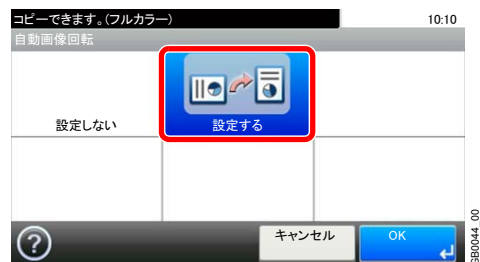 コピーできます。(フルカラー)
10:10
自動画像回転
設定しない
設定する
?
キャンセル
OK
GB0044_00